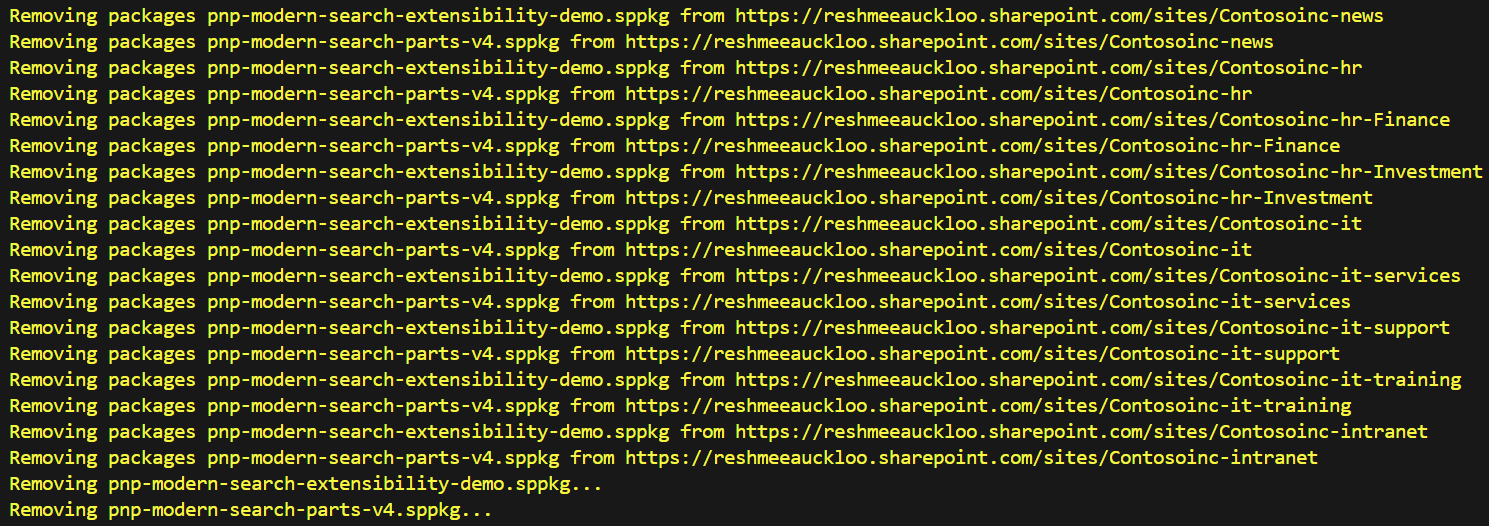 Removing packages pnp-modern-search-extensibility-demo.sppkg from https://reshmeeauckloo.sharepoint.com/sites/Contosoinc-news
Removing packages pnp-modern-search-parts-v4.sppkg from https://reshmeeauckloo.sharepoint.com/sites/Contosoinc-news
Removing packages pnp-modern-search-extensibility-demo.sppkg from https://reshmeeauckloo.sharepoint.com/sites/Contosoinc-hr
Removing packages pnp-modern-search-parts-v4.sppkg from https://reshmeeauckloo.sharepoint.com/sites/Contosoinc-hr
Removing packages pnp-modern-search-extensibility-demo.sppkg from https://reshmeeauckloo.sharepoint.com/sites/Contosoinc-hr-Finance
Removing packages pnp-modern-search-parts-v4.sppkg from https://reshmeeauckloo.sharepoint.com/sites/Contosoinc-hr-Finance
Removing packages pnp-modern-search-extensibility-demo.sppkg from https://reshmeeauckloo.sharepoint.com/sites/Contosoinc-hr-Investment
Removing packages pnp-modern-search-parts-v4.sppkg from https://reshmeeauckloo.sharepoint.com/sites/Contosoinc-hr-Investment
Removing packages pnp-modern-search-extensibility-demo.sppkg from https://reshmeeauckloo.sharepoint.com/sites/Contosoinc-it
Removing packages pnp-modern-search-parts-v4.sppkg from https://reshmeeauckloo.sharepoint.com/sites/Contosoinc-it
Removing packages pnp-modern-search-extensibility-demo.sppkg from https://reshmeeauckloo.sharepoint.com/sites/Contosoinc-it-services
Removing packages pnp-modern-search-parts-v4.sppkg from https://reshmeeauckloo.sharepoint.com/sites/Contosoinc-it-services
Removing packages pnp-modern-search-extensibility-demo.sppkg from https://reshmeeauckloo.sharepoint.com/sites/Contosoinc-it-support
Removing packages pnp-modern-search-parts-v4.sppkg from https://reshmeeauckloo.sharepoint.com/sites/Contosoinc-it-support
Removing packages pnp-modern-search-extensibility-demo.sppkg from https://reshmeeauckloo.sharepoint.com/sites/Contosoinc-it-training
Removing packages pnp-modern-search-parts-v4.sppkg from https://reshmeeauckloo.sharepoint.com/sites/Contosoinc-it-training
Removing packages pnp-modern-search-extensibility-demo.sppkg from https://reshmeeauckloo.sharepoint.com/sites/Contosoinc-intranet
Removing packages pnp-modern-search-parts-v4.sppkg from https://reshmeeauckloo.sharepoint.com/sites/Contosoinc-intranet
Removing pnp-modern-search-extensibility-demo.sppkg...
Removing pnp-modern-search-parts-v4.sppkg...